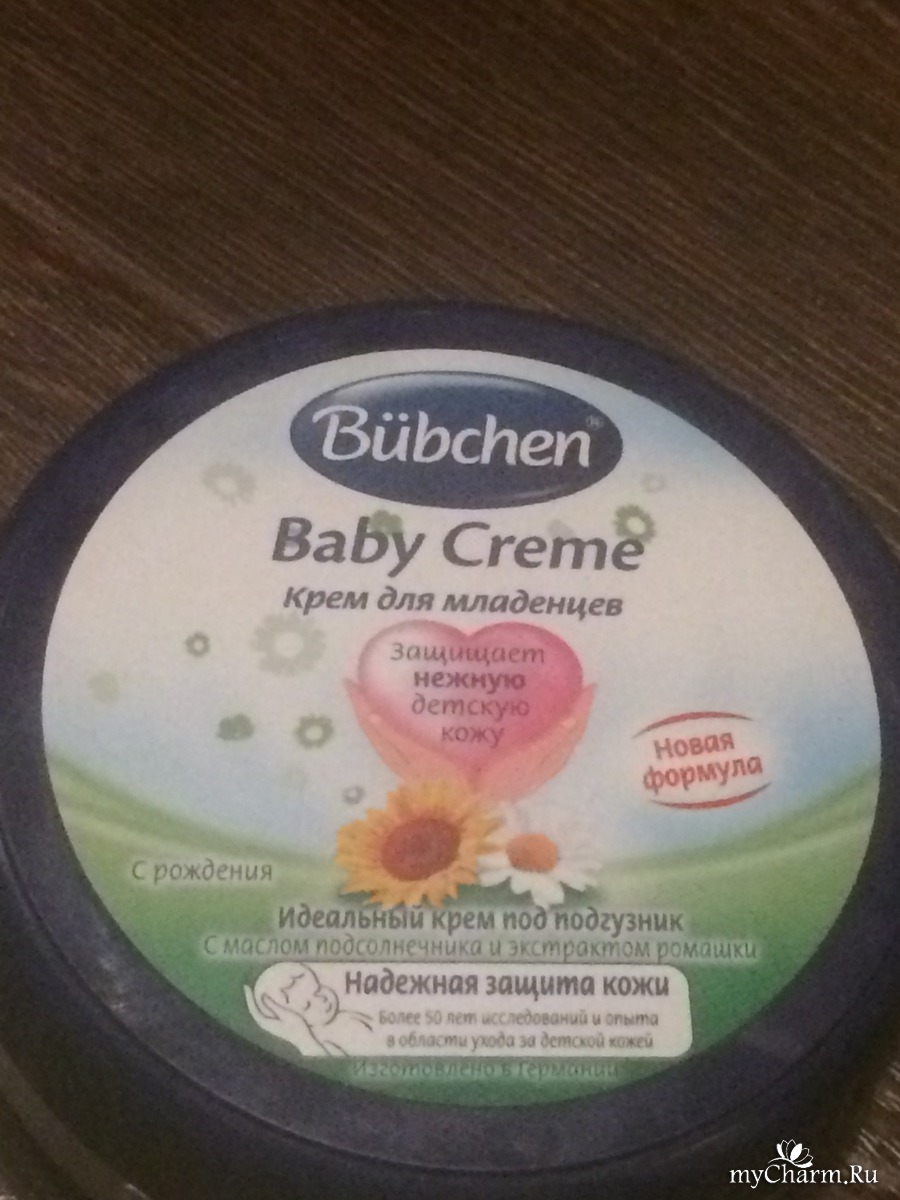 Bübchen®
Baby Creme
Крем для младенцев
Защищает
нежную
детскую
кожу
Новая
формула
С рождения
Идеальный крем под подгузник
С маслом подсолнечника и экстрактом ромашки
Надежная защита кожи
Более 50 лет исследований и опыта
в области ухода за детской кожей
Изготовлено в Германии
myCharm.Ru